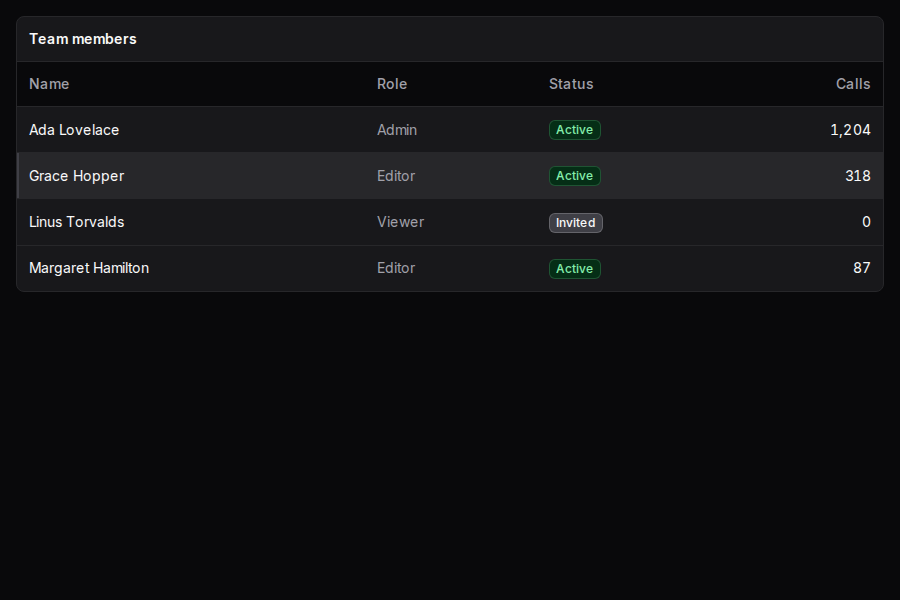 Team members
Name Role Status Calls
Ada Lovelace Admin Active 1,204
Grace Hopper Editor Active 318
Linus Torvalds Viewer Invited 0
Margaret Hamilton Editor Active 87